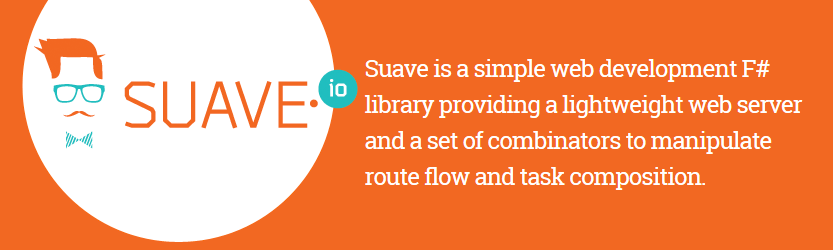 SUAVE.io
Suave is a simple web development F#
library providing a lightweight web server
and a set of combinators to manipulate
route flow and task composition.